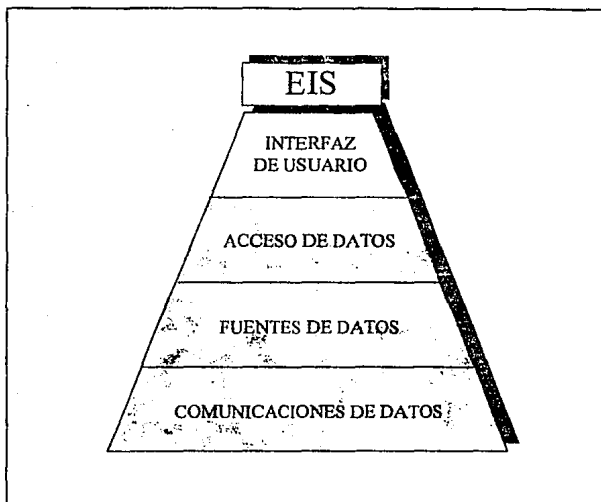 EIS
INTERFAZ
DE USUARIO
ACCESO DE DATOS
FUENTES DE DATOS
COMUNICACIONES DE DATOS